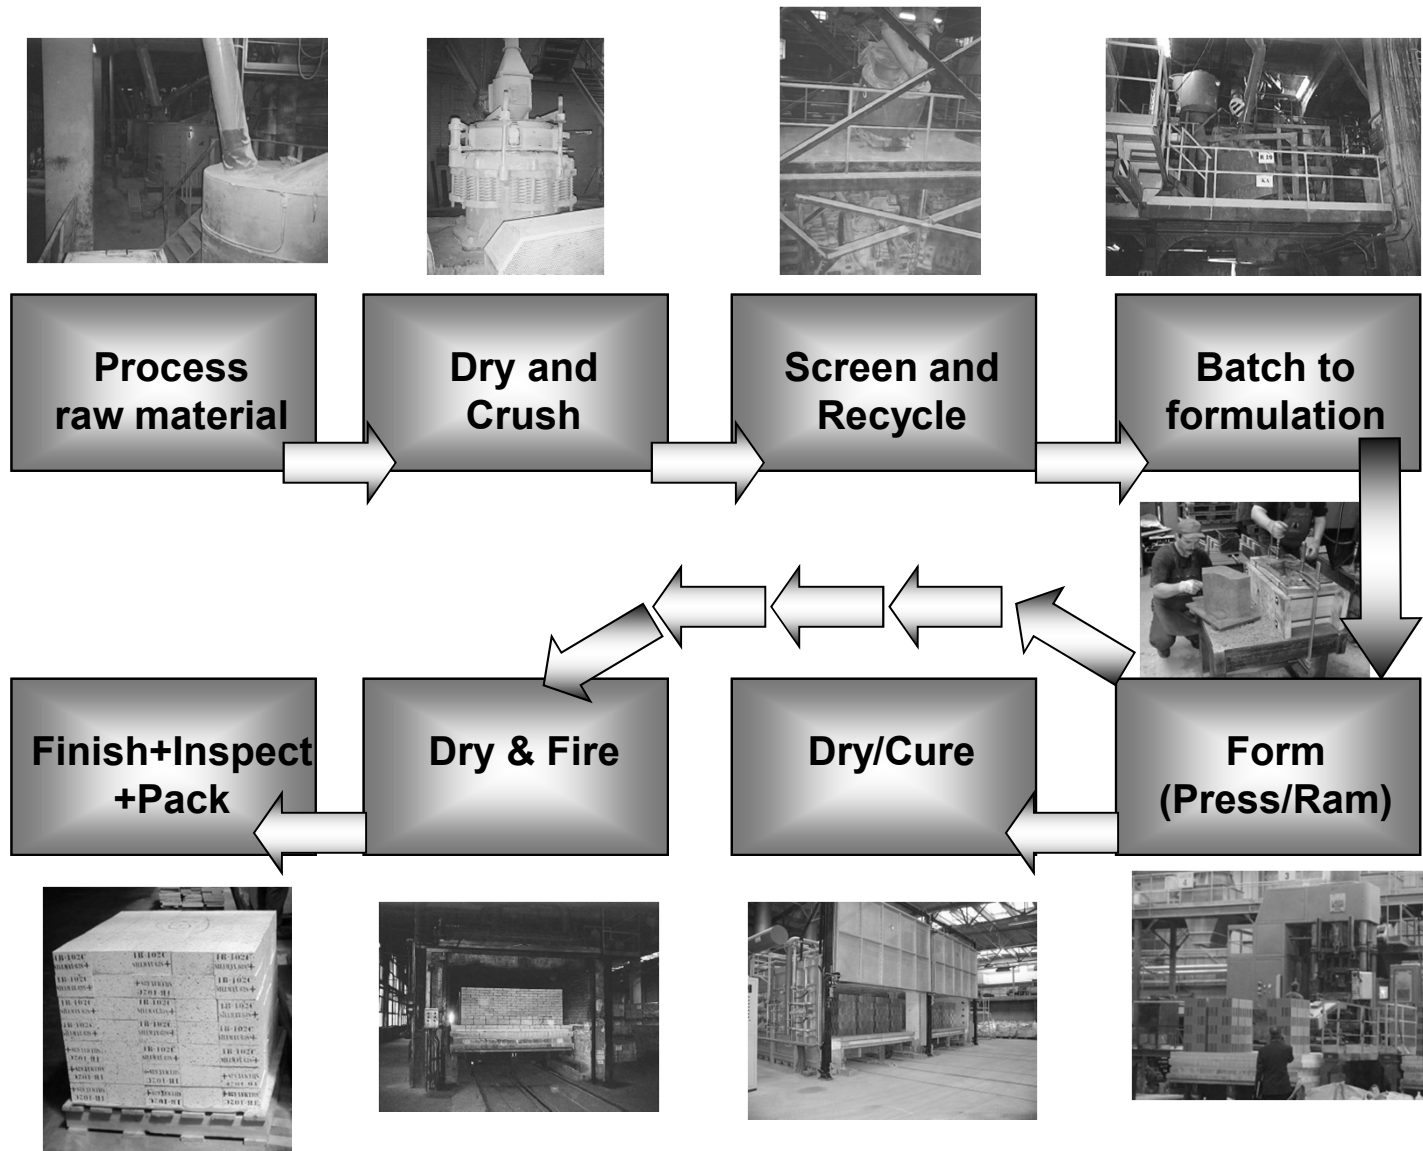 Process
raw material
Dry and
Crush
Screen and
Recycle
Batch to
formulation
Finish+Inspect
+Pack
Dry & Fire
Dry/Cure
Form
(Press/Ram)